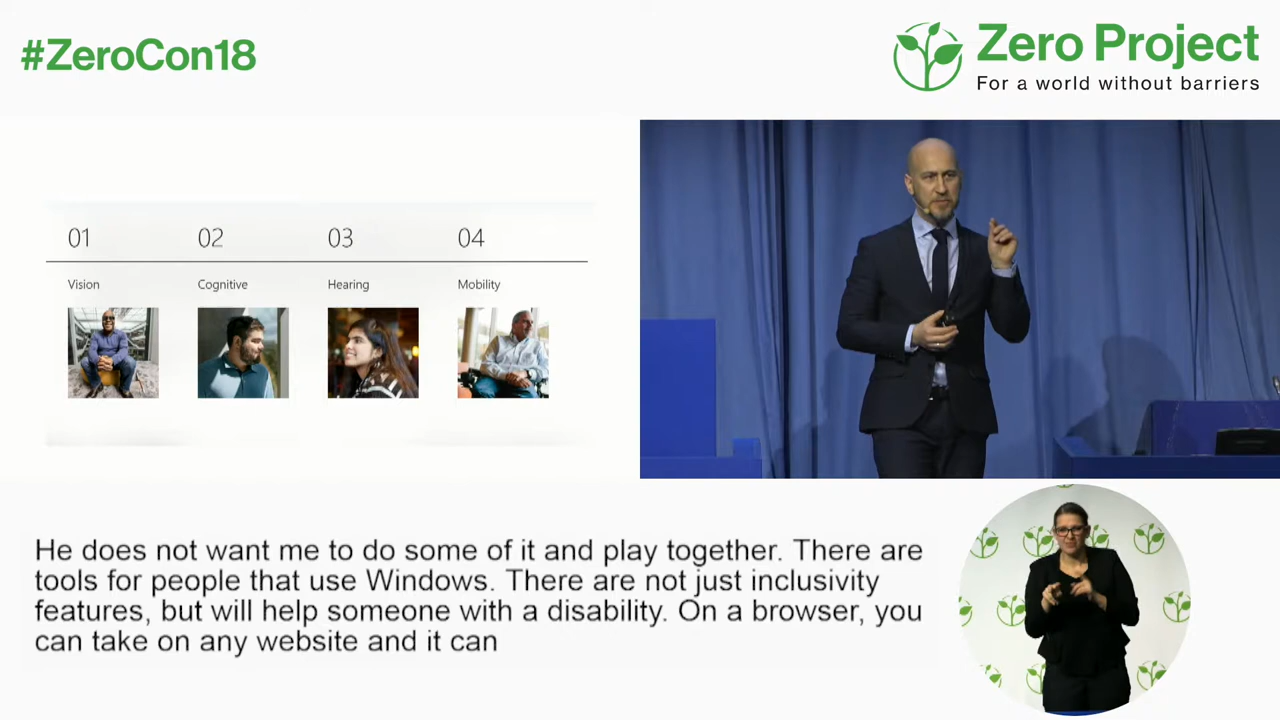 #ZeroCon18
Zero Project
For a world without barriers
01
02
03
04
Vision
Cognitive
Hearing
Mobility
He does not want me to do some of it and play together. There are
tools for people that use Windows. There are not just inclusivity
features, but will help someone with a disability. On a browser, you
can take on any website and it can